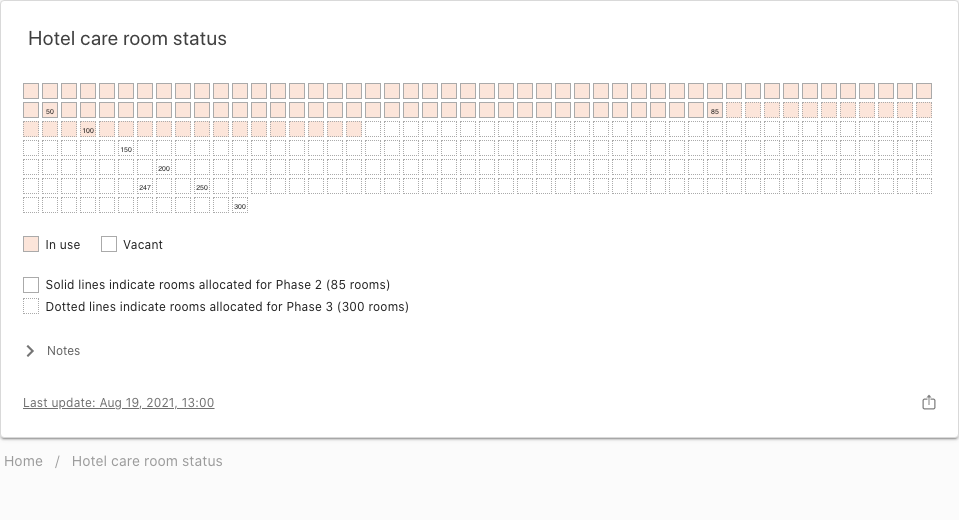 Hotel care room status
50
85
100
150
200
247
250
300
In use
Vacant
Solid lines indicate rooms allocated for Phase 2 (85 rooms)
Dotted lines indicate rooms allocated for Phase 3 (300 rooms)
Notes
Last update: Aug 19, 2021, 13:00
Home / Hotel care room status